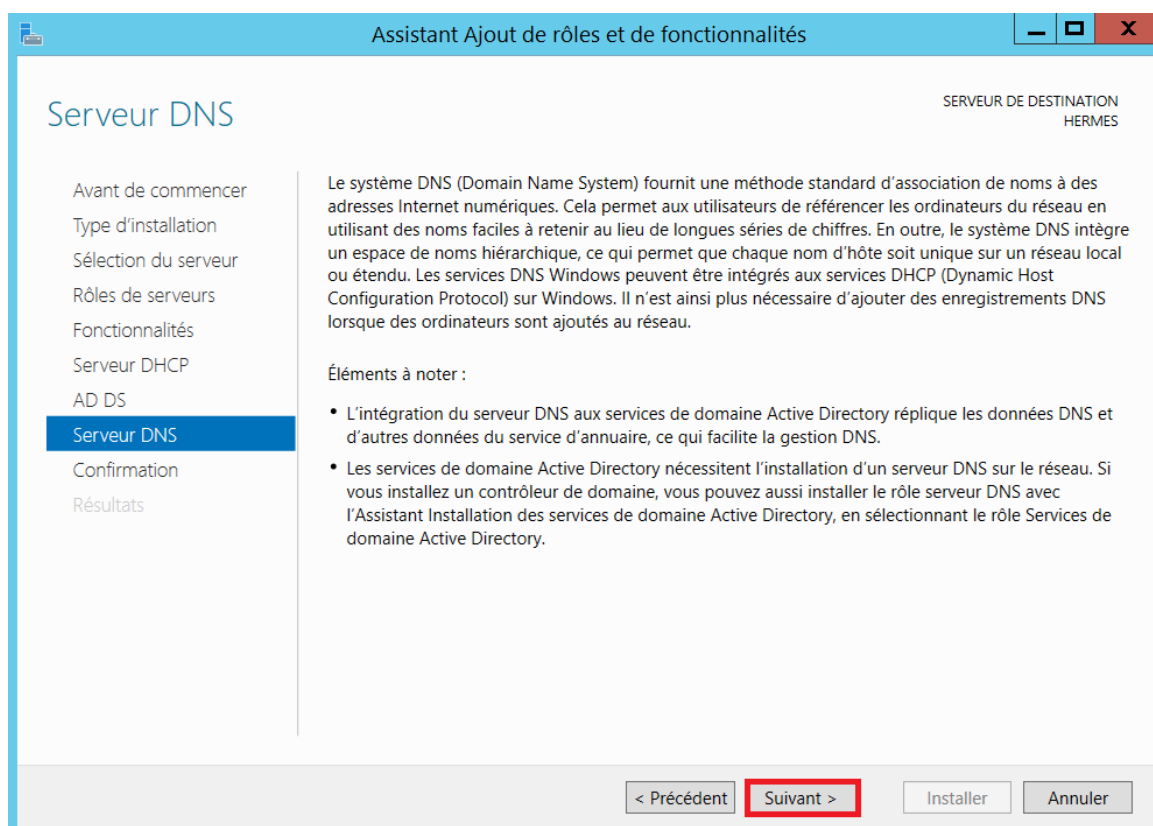 Assistant Ajout de rôles et de fonctionnalités
Serveur DNS
SERVEUR DE DESTINATION
HERMES
Avant de commencer
Type d'installation
Sélection du serveur
Rôles de serveurs
Fonctionnalités
Serveur DHCP
AD DS
Serveur DNS
Confirmation
Résultats
Le système DNS (Domain Name System) fournit une méthode standard d'association de noms à des
adresses Internet numériques. Cela permet aux utilisateurs de référencer les ordinateurs du réseau en
utilisant des noms faciles à retenir au lieu de longues séries de chiffres. En outre, le système DNS intègre
un espace de noms hiérarchique, ce qui permet que chaque nom d'hôte soit unique sur un réseau local
ou étendu. Les services DNS Windows peuvent être intégrés aux services DHCP (Dynamic Host
Configuration Protocol) sur Windows. Il n'est ainsi plus nécessaire d'ajouter des enregistrements DNS
lorsque des ordinateurs sont ajoutés au réseau.
Éléments à noter :
• L'intégration du serveur DNS aux services de domaine Active Directory réplique les données DNS et
d'autres données du service d'annuaire, ce qui facilite la gestion DNS.
• Les services de domaine Active Directory nécessitent l'installation d'un serveur DNS sur le réseau. Si
vous installez un contrôleur de domaine, vous pouvez aussi installer le rôle serveur DNS avec
l'Assistant Installation des services de domaine Active Directory, en sélectionnant le rôle Services de
domaine Active Directory.
< Précédent
Suivant >
Installer
Annuler